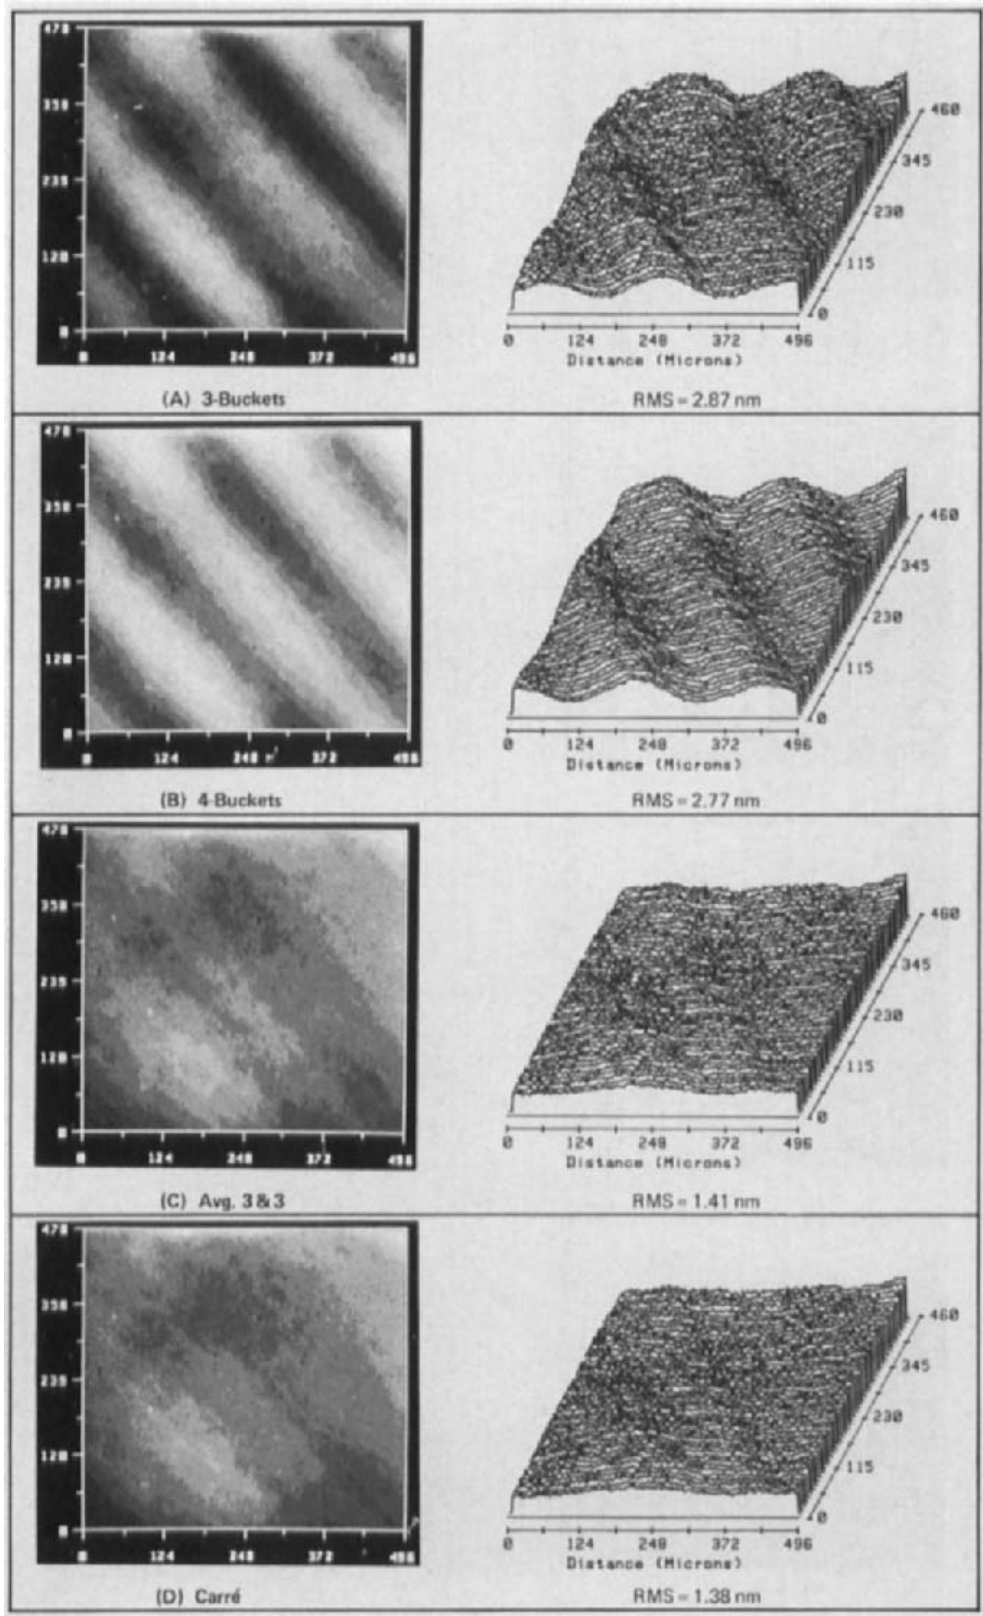 470
350
235
120
0
0 124 248 372 496
460
345
230
115
0
0 124 248 372 496
Distance (Microns)
(A) 3-Buckets
RMS = 2.87 nm
470
350
235
120
0
0 124 248 372 496
460
345
230
115
0
0 124 248 372 496
Distance (Microns)
(B) 4-Buckets
RMS = 2.77 nm
470
350
235
120
0
0 124 248 372 496
460
345
230
115
0
0 124 248 372 496
Distance (Microns)
(C) Avg. 3 & 3
RMS = 1.41 nm
470
350
235
120
0
0 124 248 372 496
460
345
230
115
0
0 124 248 372 496
Distance (Microns)
(D) Carré
RMS = 1.38 nm